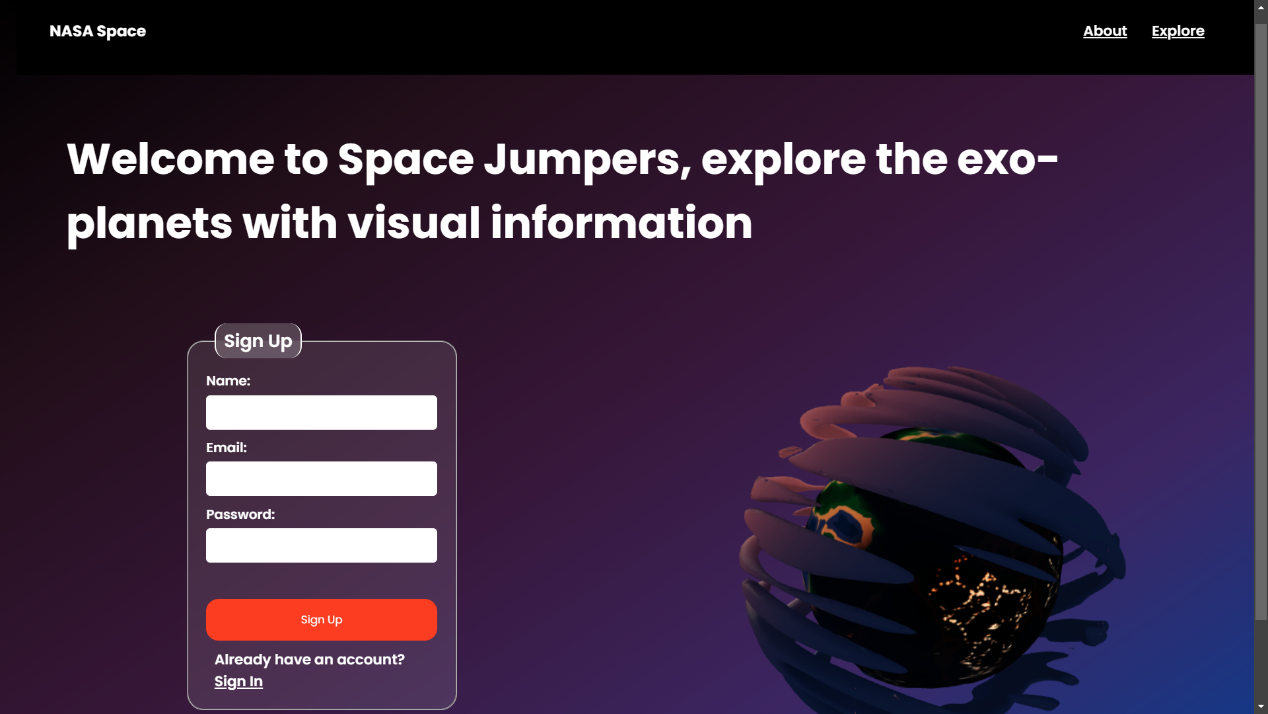 NASA Space
About Explore
Welcome to Space Jumpers, explore the exo-
planets with visual information
Sign Up
Name:
Email:
Password:
Sign Up
Already have an account?
Sign In